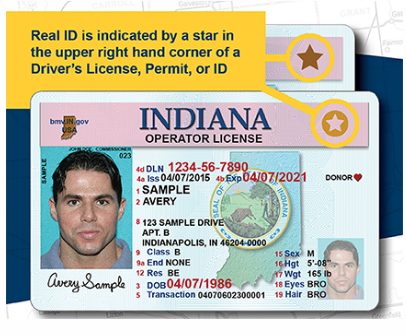 Real ID is indicated by a star in
the upper right hand corner of a
Driver's License, Permit, or ID
bmv.IN.gov
USA
INDIANA
OPERATOR LICENSE
023
SAMPLE
4d DLN 1234-56-7890
4a Iss 04/07/2015 4b Exp 04/07/2021
1 SAMPLE
2 AVERY
DONOR
8 123 SAMPLE DRIVE
APT. B
INDIANAPOLIS, IN 46204-0000
9 Class B
9a End NONE
12 Res BE
3 DOB 04/07/1986
5 Transaction 04070602300001
15 Sex M
16 Hgt 5'-08"
17 Wgt 165 lb
18 Eyes BRO
19 Hair BRO
Avery Sample
SEAL OF
OF INDIANA